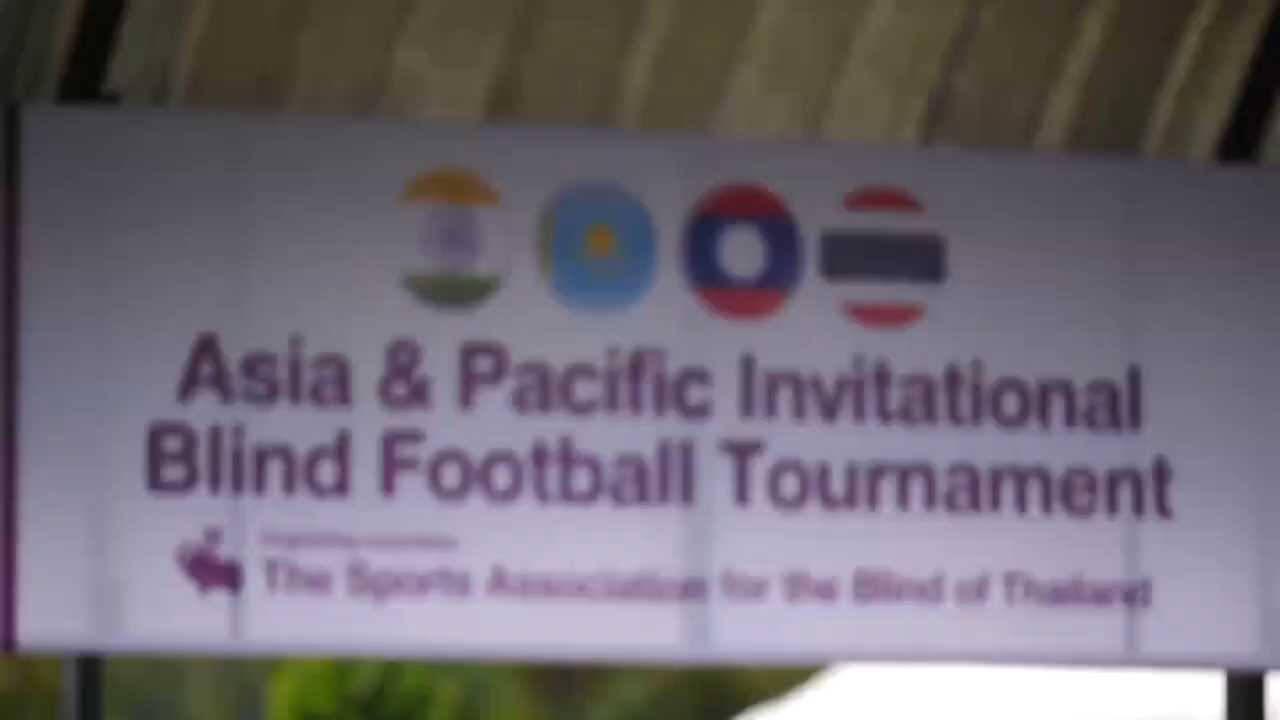 Asia & Pacific Invitational
Blind Football Tournament
The Sports Association for the Blind of Thailand